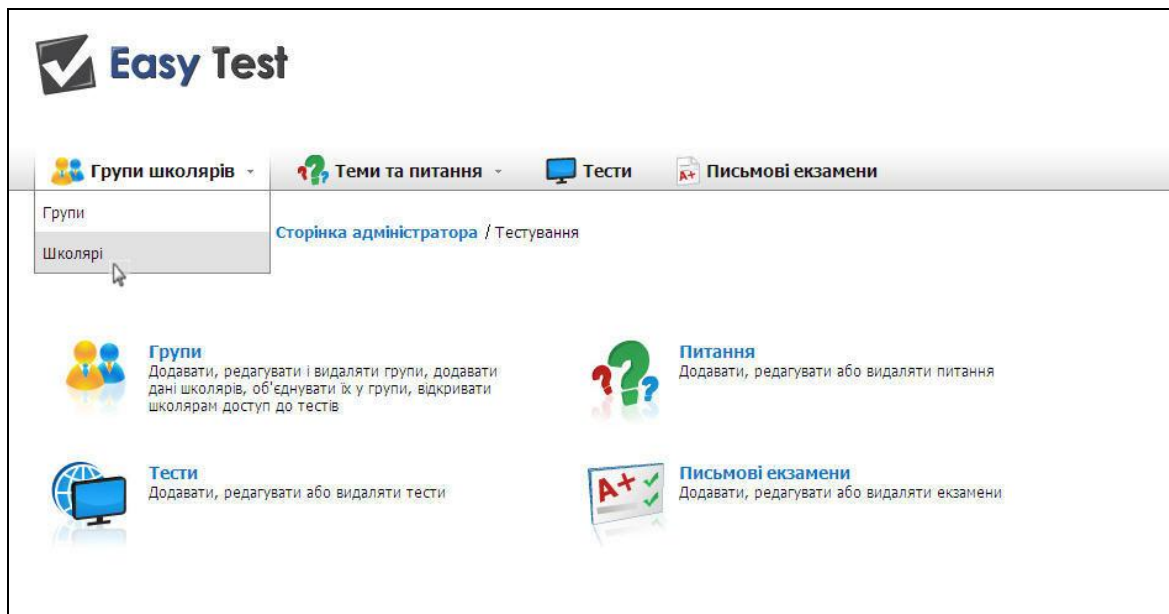 Easy Test
Групи школярів
Теми та питання
Тести
A+
Письмові екзамени
Групи
Школярі
Сторінка адміністратора / Тестування
Групи
Додавати, редагувати і видаляти групи, додавати
дані школярів, об'єднувати їх у групи, відкривати
школярам доступ до тестів
Питання
Додавати, редагувати або видаляти питання
Тести
Додавати, редагувати або видаляти тести
A+
Письмові екзамени
Додавати, редагувати або видаляти екзамени